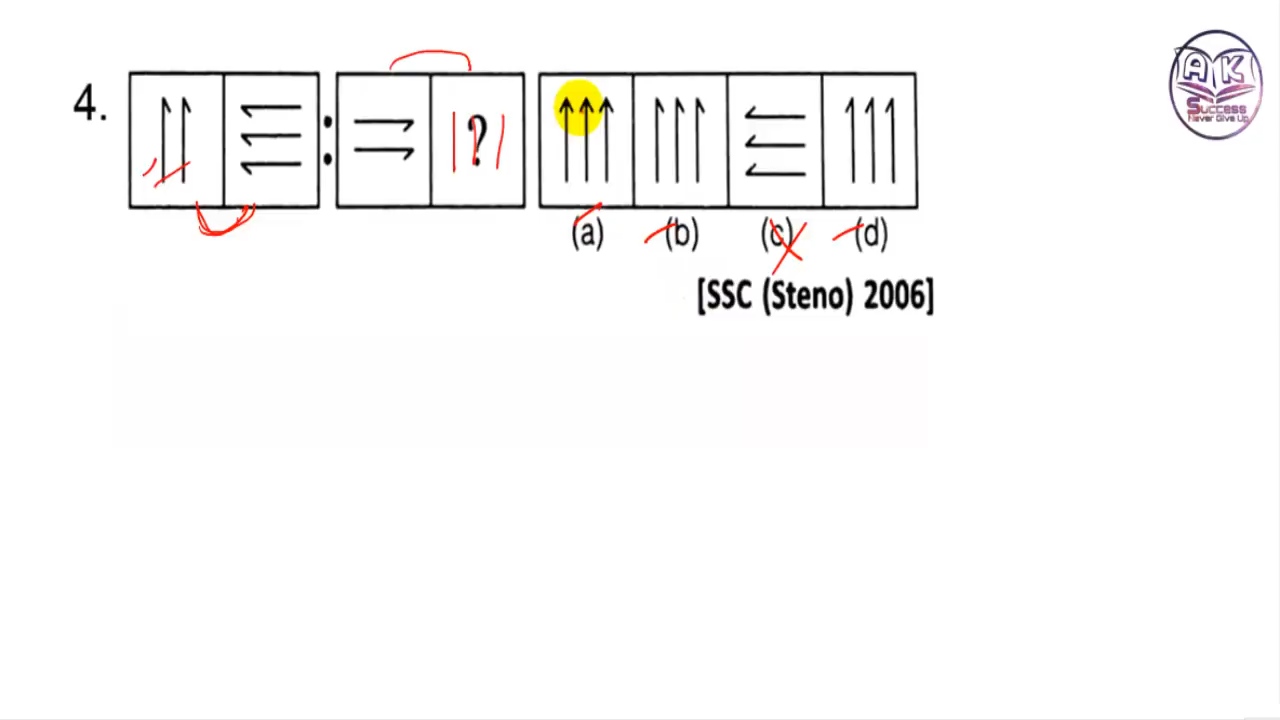 4.
?
(a) (b) (c) (d)
[SSC (Steno) 2006]
AK
Success
Never Give Up